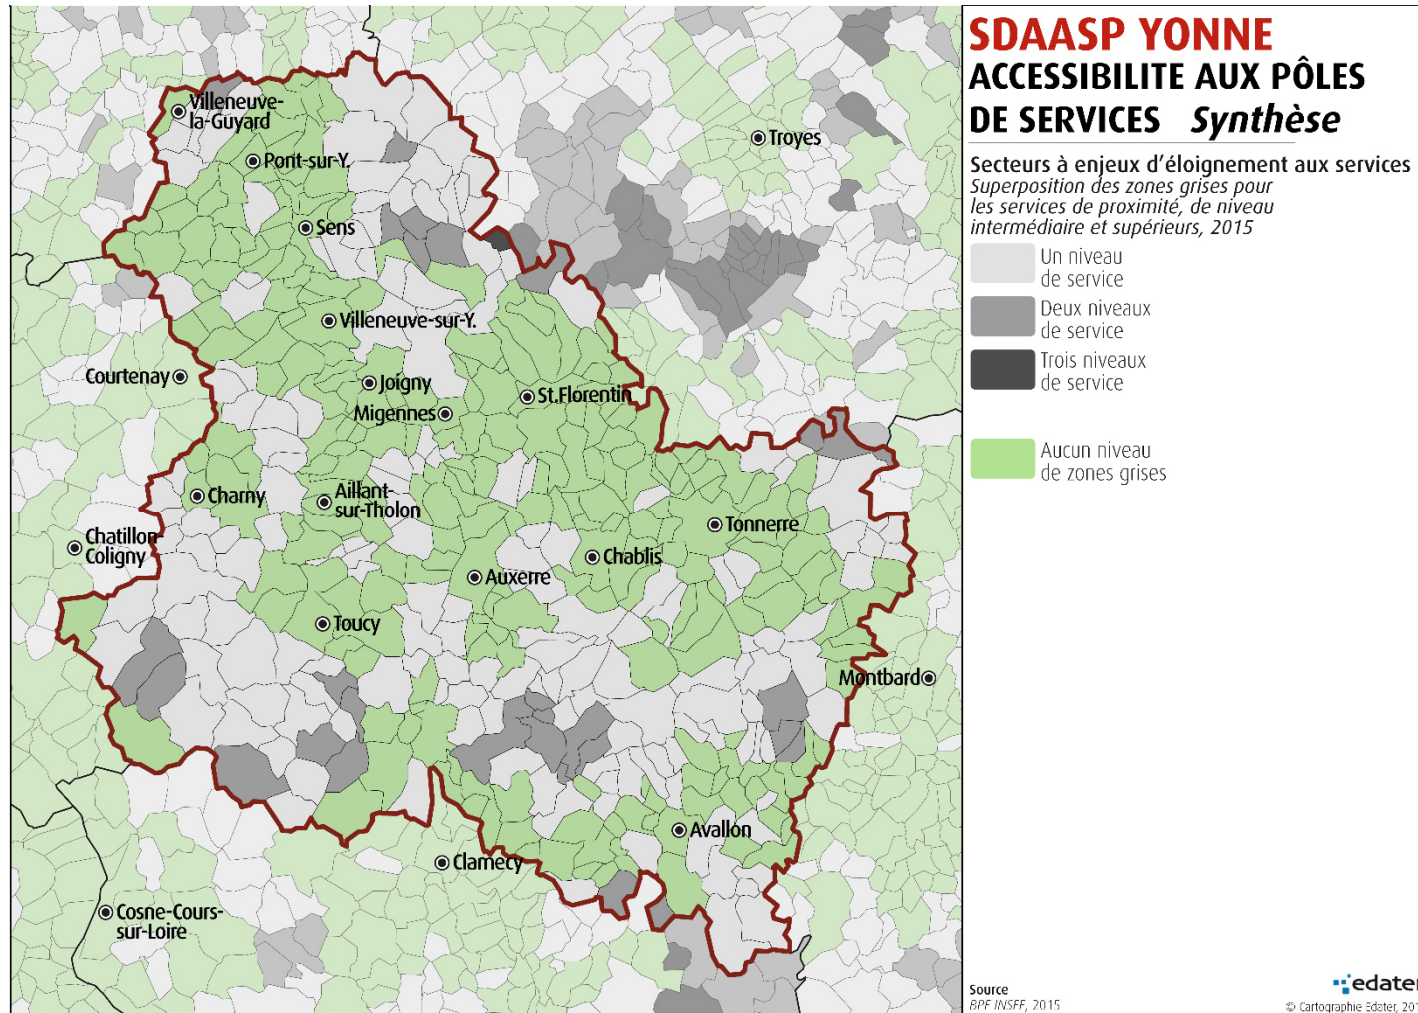 SDAASP YONNE
ACCESSIBILITE AUX PÔLES
DE SERVICES Synthèse
Secteurs à enjeux d'éloignement aux services
Superposition des zones grises pour
les services de proximité, de niveau
intermédiaire et supérieurs, 2015
Un niveau
de service
Deux niveaux
de service
Trois niveaux
de service
Aucun niveau
de zones grises
Villeneuve-
la-Guyard
Troyes
Pont-sur-Y.
Sens
Villeneuve-sur-Y.
Courtenay
Joigny
St.Florentin
Migennes
Charny
Aillant-
sur-Tholon
Tonnerre
Chatillon-
Coligny
Chablis
Auxerre
Toucy
Montbard
Avallon
Clamecy
Cosne-Cours-
sur-Loire
Source
BPE INSEE, 2015
edater
© Cartographie Edater, 201